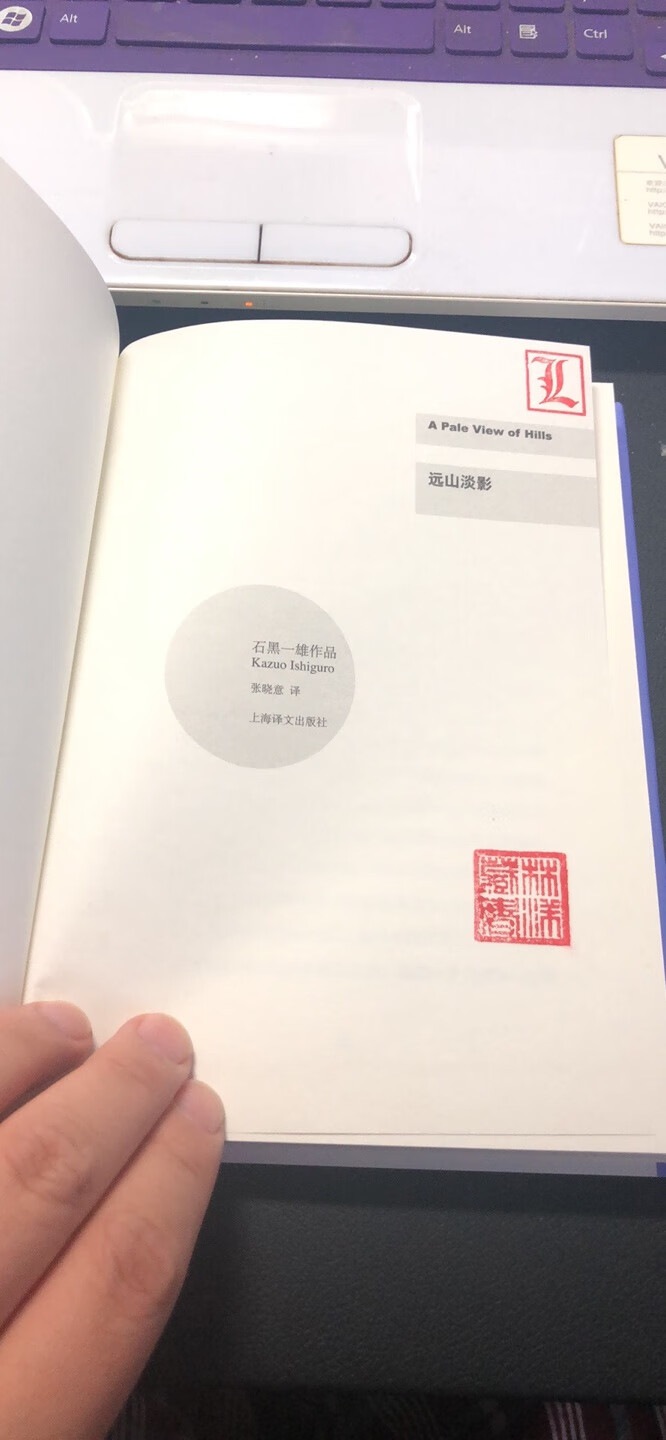 Alt
Alt
Ctrl
L
A Pale View of Hills
远山淡影
石黑一雄作品
Kazuo Ishiguro
张晓意 译
上海译文出版社